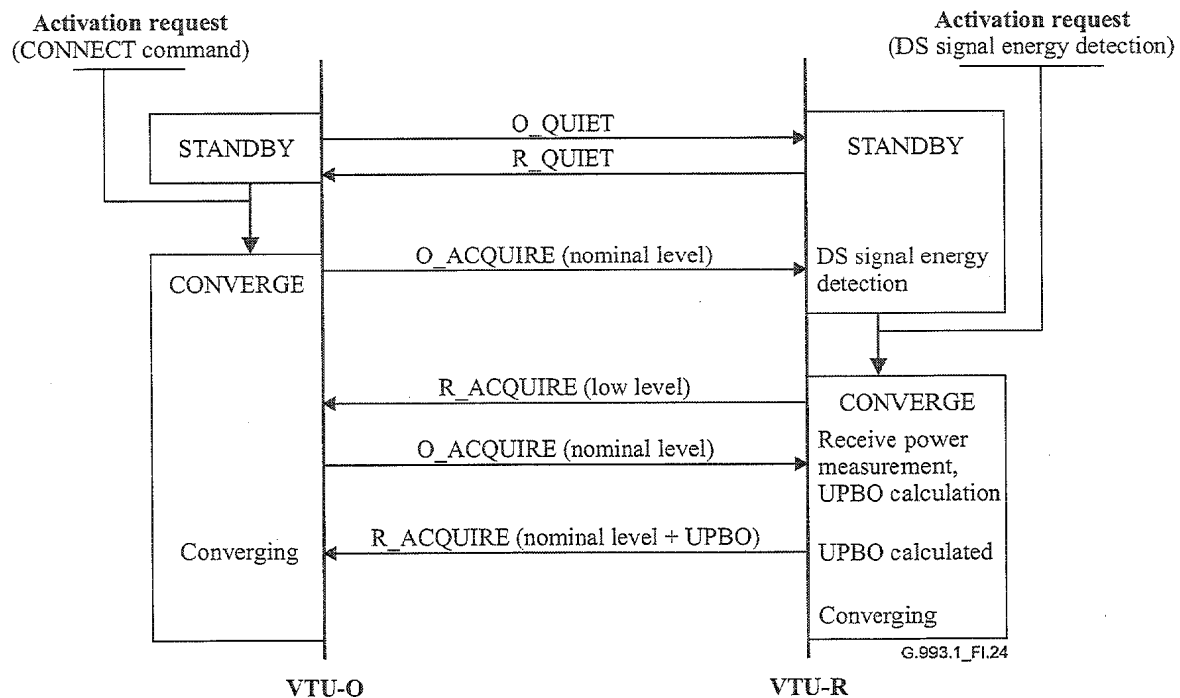 Activation request
(CONNECT command)
Activation request
(DS signal energy detection)
STANDBY
O_QUIET
R_QUIET
STANDBY
CONVERGE
O_ACQUIRE (nominal level)
DS signal energy
detection
R_ACQUIRE (low level)
CONVERGE
O_ACQUIRE (nominal level)
Receive power
measurement,
UPBO calculation
Converging
R_ACQUIRE (nominal level + UPBO)
UPBO calculated
Converging
G.993.1_FI.24
VTU-O
VTU-R